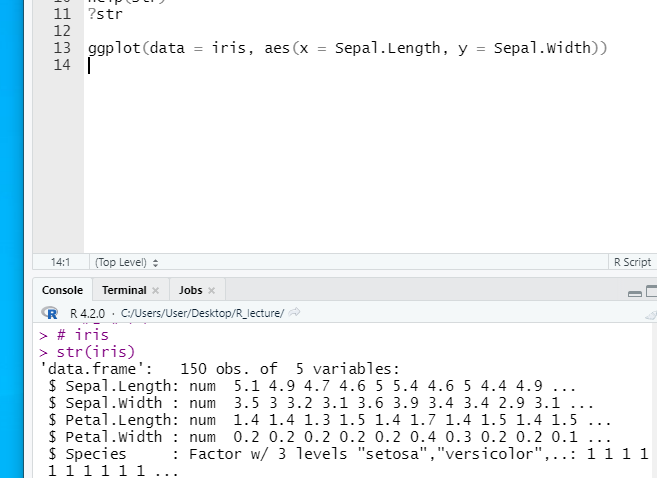 11 ?str
12
13 ggplot(data = iris, aes(x = Sepal.Length, y = Sepal.Width))
14
14:1 (Top Level) R Script
Console Terminal × Jobs ×
R R 4.2.0 · C:/Users/User/Desktop/R_lecture/
> # iris
> str(iris)
'data.frame': 150 obs. of 5 variables:
$ Sepal.Length: num 5.1 4.9 4.7 4.6 5 5.4 4.6 5 4.4 4.9 ...
$ Sepal.Width : num 3.5 3 3.2 3.1 3.6 3.9 3.4 3.4 2.9 3.1 ...
$ Petal.Length: num 1.4 1.4 1.3 1.5 1.4 1.7 1.4 1.5 1.4 1.5 ...
$ Petal.Width : num 0.2 0.2 0.2 0.2 0.2 0.4 0.3 0.2 0.2 0.1 ...
$ Species : Factor w/ 3 levels "setosa","versicolor",..: 1 1 1 1
1 1 1 1 1 1 ...